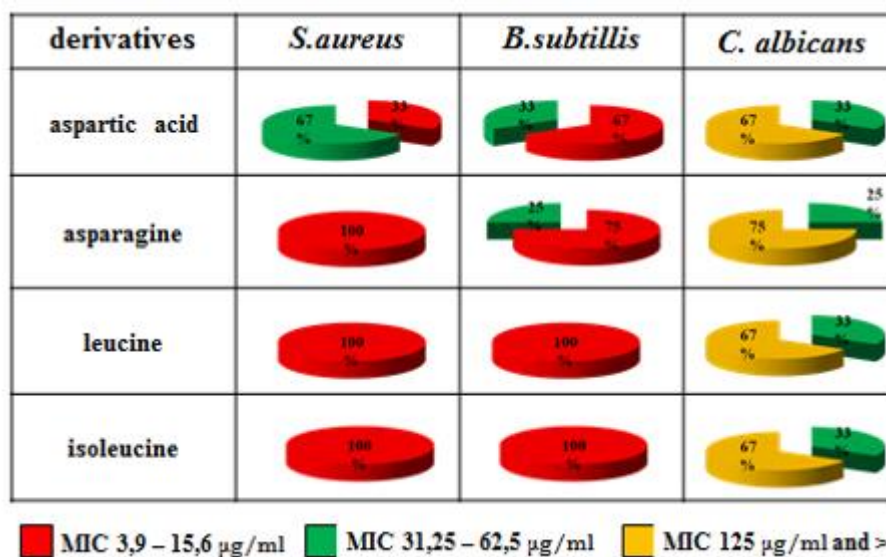 derivatives S.aureus B.subtillis C. albicans
aspartic acid 67 % 33 % 33 % 67 % 67 % 33 %
asparagine 100 % 25 % 75 % 75 % 25 %
leucine 100 % 100 % 67 % 33 %
isoleucine 100 % 100 % 67 % 33 %
MIC 3,9 – 15,6 µg/ml MIC 31,25 – 62,5 µg/ml MIC 125 µg/ml and >